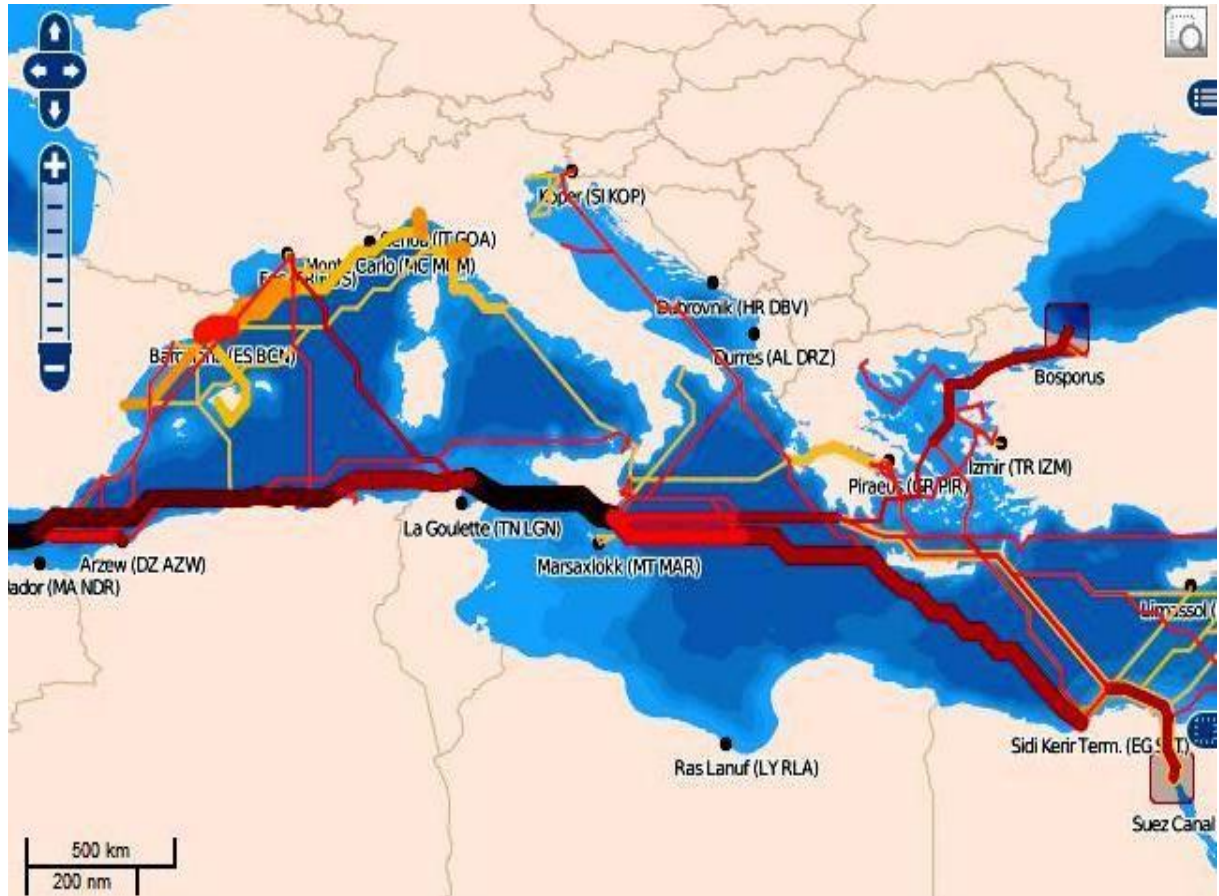 Koper (SI KOP)
Genoa (IT GOA)
Monte Carlo (MC MCM)
Dubrovnik (HR DBV)
Durres (AL DRZ)
Barcelona (ES BCN)
Bosporus
Izmir (TR IZM)
Piraeus (GR PIR)
La Goulette (TN LGN)
Arzew (DZ AZW)
Marsaxlokk (MT MAR)
ador (MA NDR)
Limassol (
Sidi Kerir Term. (EG
Ras Lanuf (LY RLA)
Suez Canal
500 km
200 nm